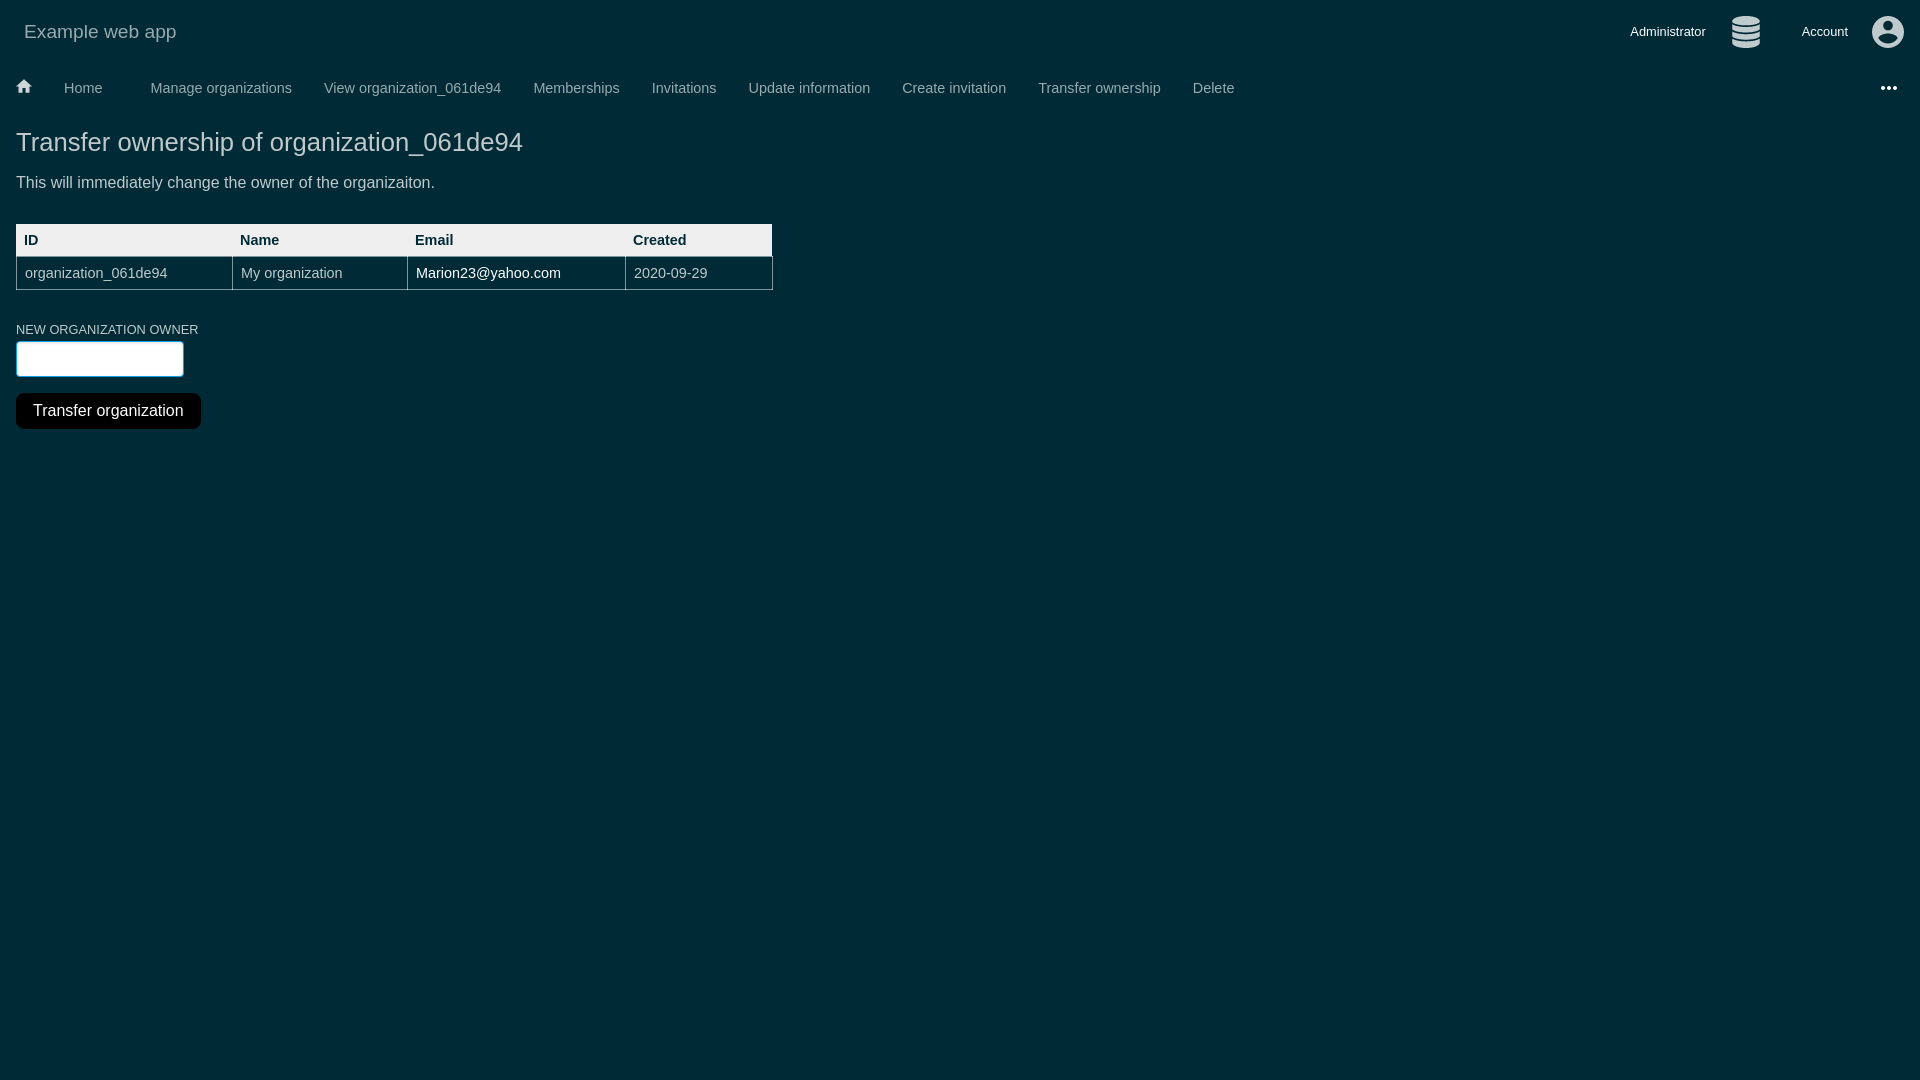 Example web app
Administrator
Account
Home
Manage organizations
View organization_061de94
Memberships
Invitations
Update information
Create invitation
Transfer ownership
Delete
Transfer ownership of organization_061de94
This will immediately change the owner of the organizaiton.
ID Name Email Created
organization_061de94 My organization Marion23@yahoo.com 2020-09-29
NEW ORGANIZATION OWNER
Transfer organization